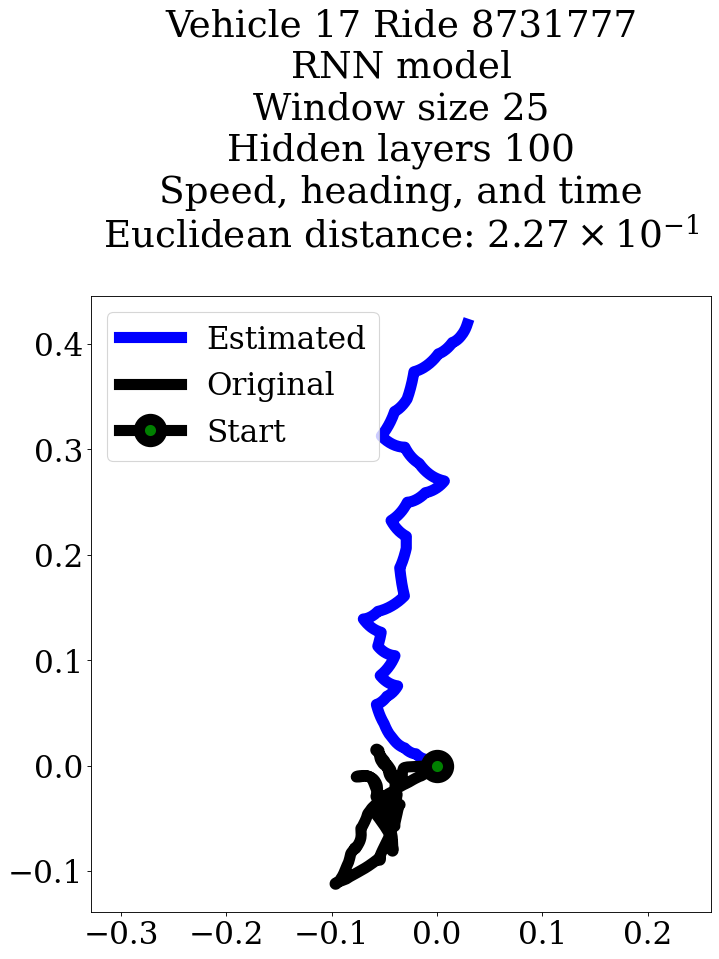 Vehicle 17 Ride 8731777
RNN model
Window size 25
Hidden layers 100
Speed, heading, and time
Euclidean distance: 2.27 × 10⁻¹
Estimated
Original
Start
0.4
0.3
0.2
0.1
0.0
−0.1
−0.3 −0.2 −0.1 0.0 0.1 0.2